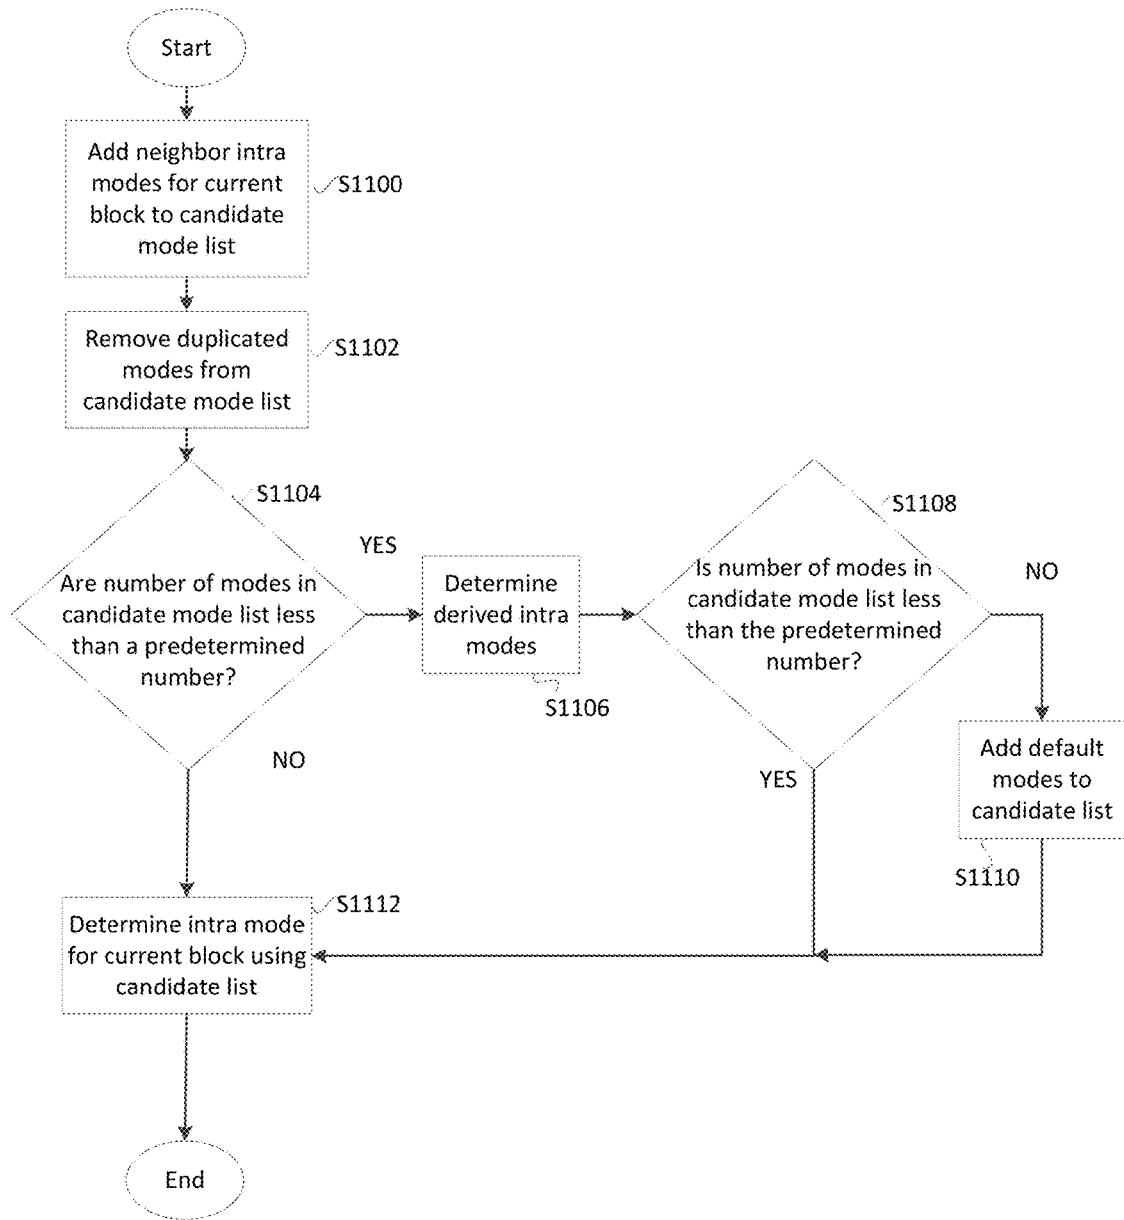 Start
Add neighbor intra
modes for current
block to candidate
mode list
S1100
Remove duplicated
modes from
candidate mode list
S1102
S1104
Are number of modes in
candidate mode list less
than a predetermined
number?
YES
NO
Determine
derived intra
modes
S1106
S1108
Is number of modes in
candidate mode list less
than the predetermined
number?
NO
YES
Add default
modes to
candidate list
S1110
S1112
Determine intra mode
for current block using
candidate list
End